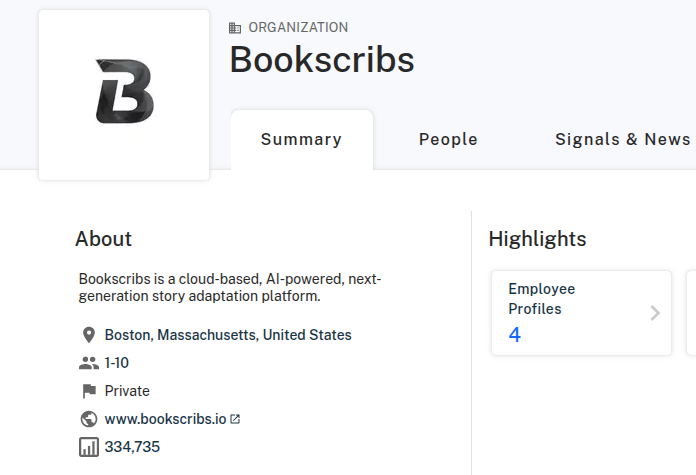 ORGANIZATION
Bookscribs
Summary
People
Signals & News
About
Bookscribs is a cloud-based, AI-powered, next-
generation story adaptation platform.
Boston, Massachusetts, United States
1-10
Private
www.bookscribs.io
334,735
Highlights
Employee
Profiles
4